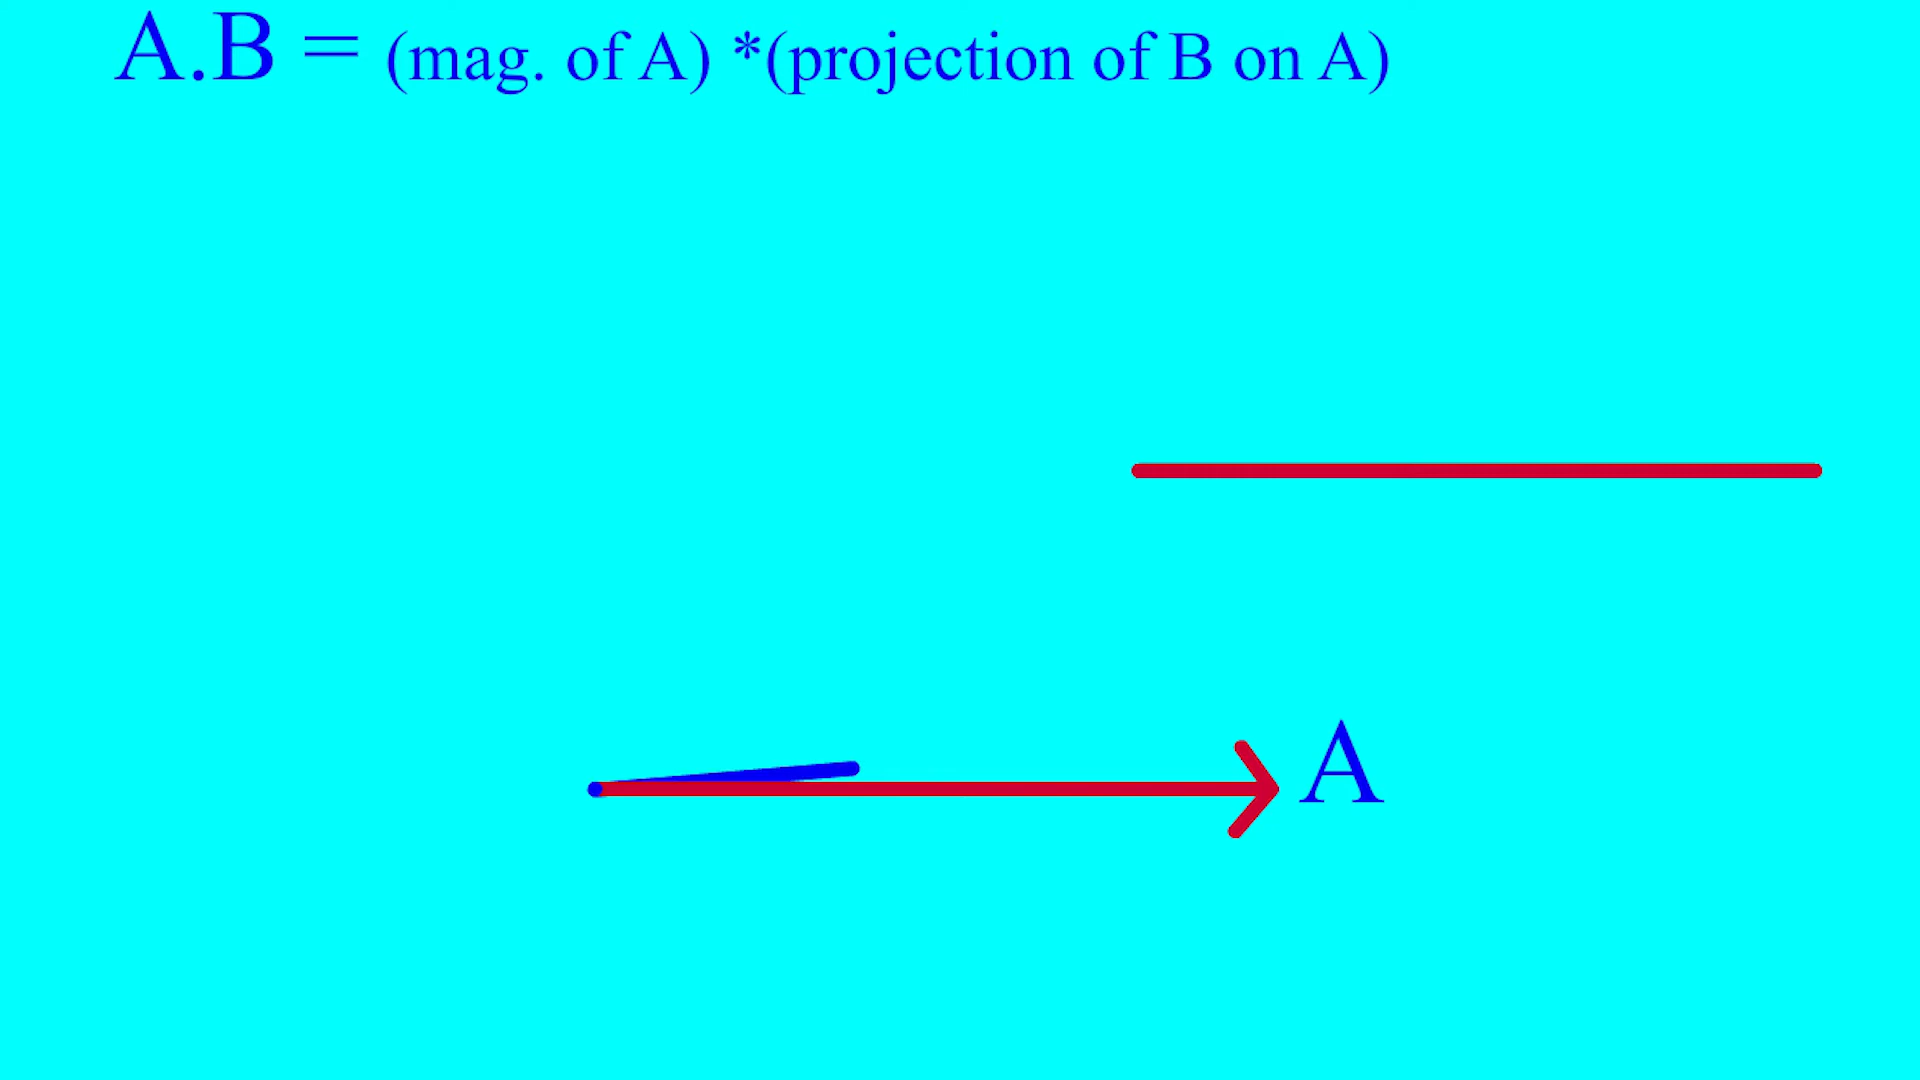 A.B = (mag. of A) *(projection of B on A)
A